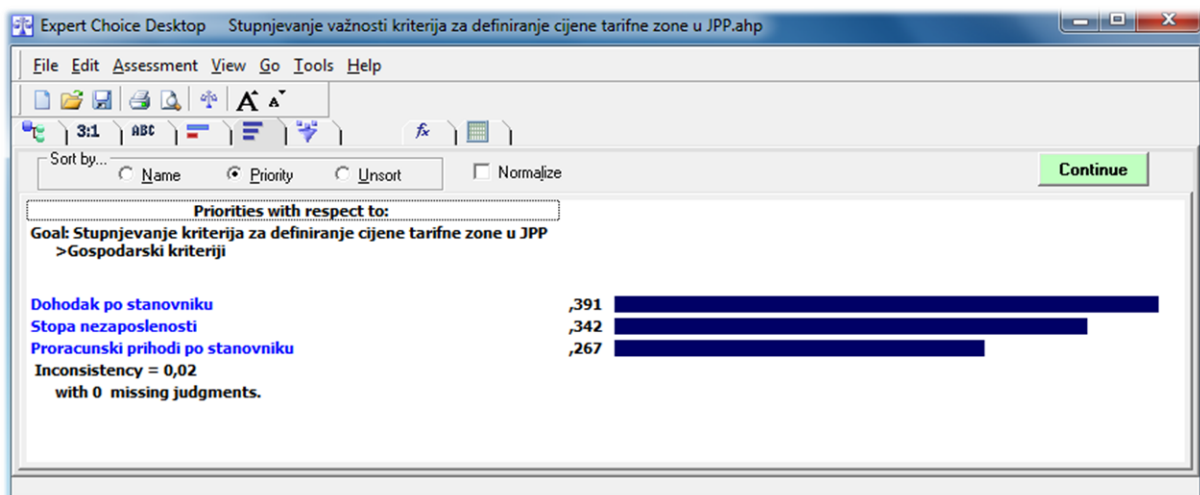 Expert Choice Desktop Stupnjevanje važnosti kriterija za definiranje cijene tarifne zone u JPP.ahp
File Edit Assessment View Go Tools Help
A A
3:1 ABC fx
Sort by... Name Priority Unsort Normalize Continue
Priorities with respect to:
Goal: Stupnjevanje kriterija za definiranje cijene tarifne zone u JPP
>Gospodarski kriteriji
Dohodak po stanovniku ,391
Stopa nezaposlenosti ,342
Proracunski prihodi po stanovniku ,267
Inconsistency = 0,02
with 0 missing judgments.